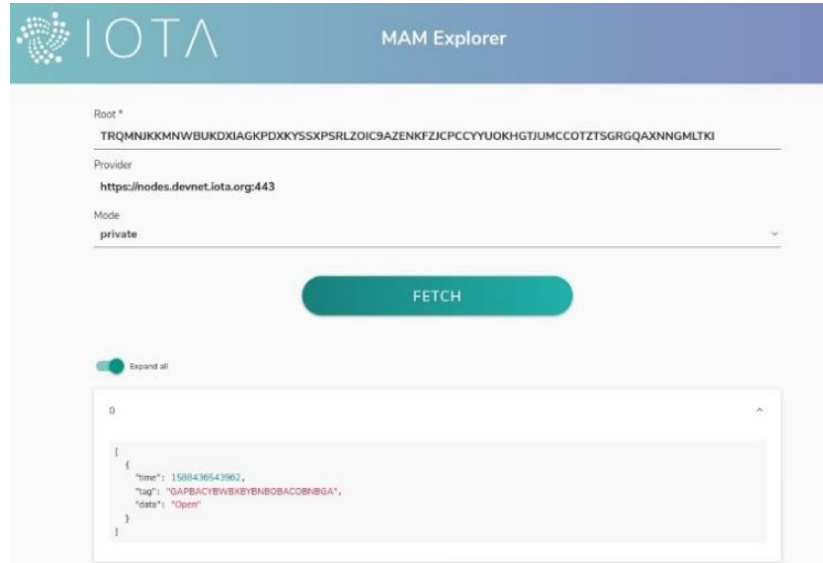 IOTA
MAM Explorer
Root *
TRQMNJKKMNWBUKDXIAGKPDXKYSSXPSRLZOIC9AZENKFZJCPCCYYUOKHGTJUMCCOTZTSGRGQAXNNGMLTKI
Provider
https://nodes.devnet.iota.org:443
Mode
private
FETCH
Expand all
0
[
{
"time": 1588436543962,
"tag": "GAPBACYBWBXBYBNBOBACOBNBGA",
"data": "Open"
}
]